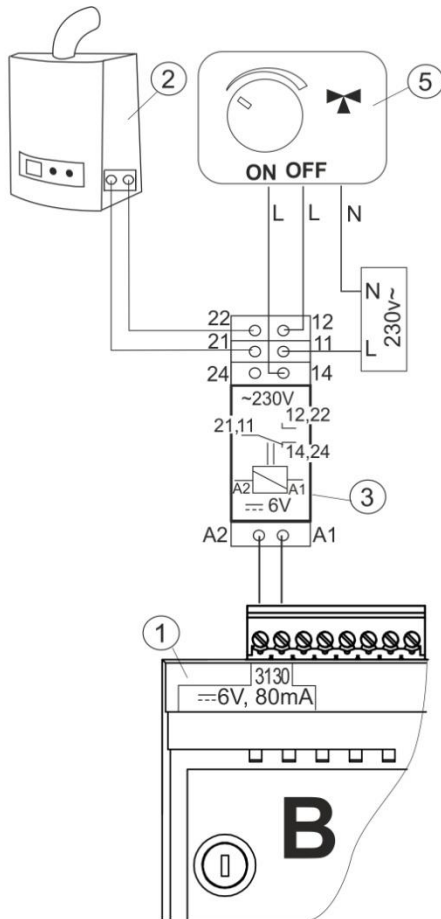 2
5
ON OFF
L L N
N
L
230v~
22 12
21 11
24 14
~230V
12,22
21,11
14,24
A2 A1
3
⎓ 6V
A2 A1
1
3130
⎓6V, 80mA
B